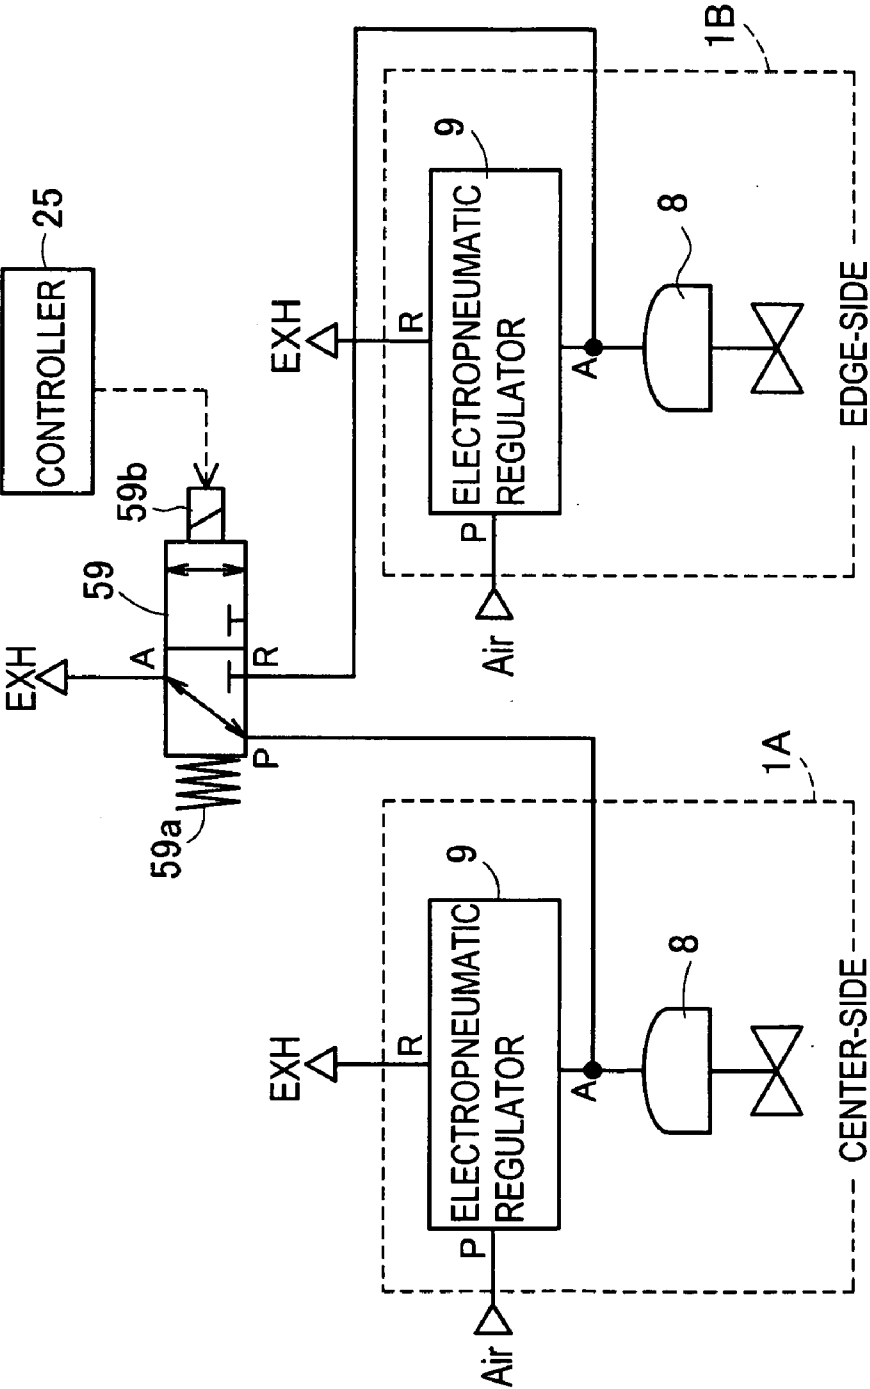 CONTROLLER
25
59b
59
EXH
A
R
P
59a
1A
EXH
R
ELECTROPNEUMATIC
REGULATOR
9
P
Air
A
8
CENTER-SIDE
1B
EXH
R
ELECTROPNEUMATIC
REGULATOR
9
P
Air
A
8
EDGE-SIDE